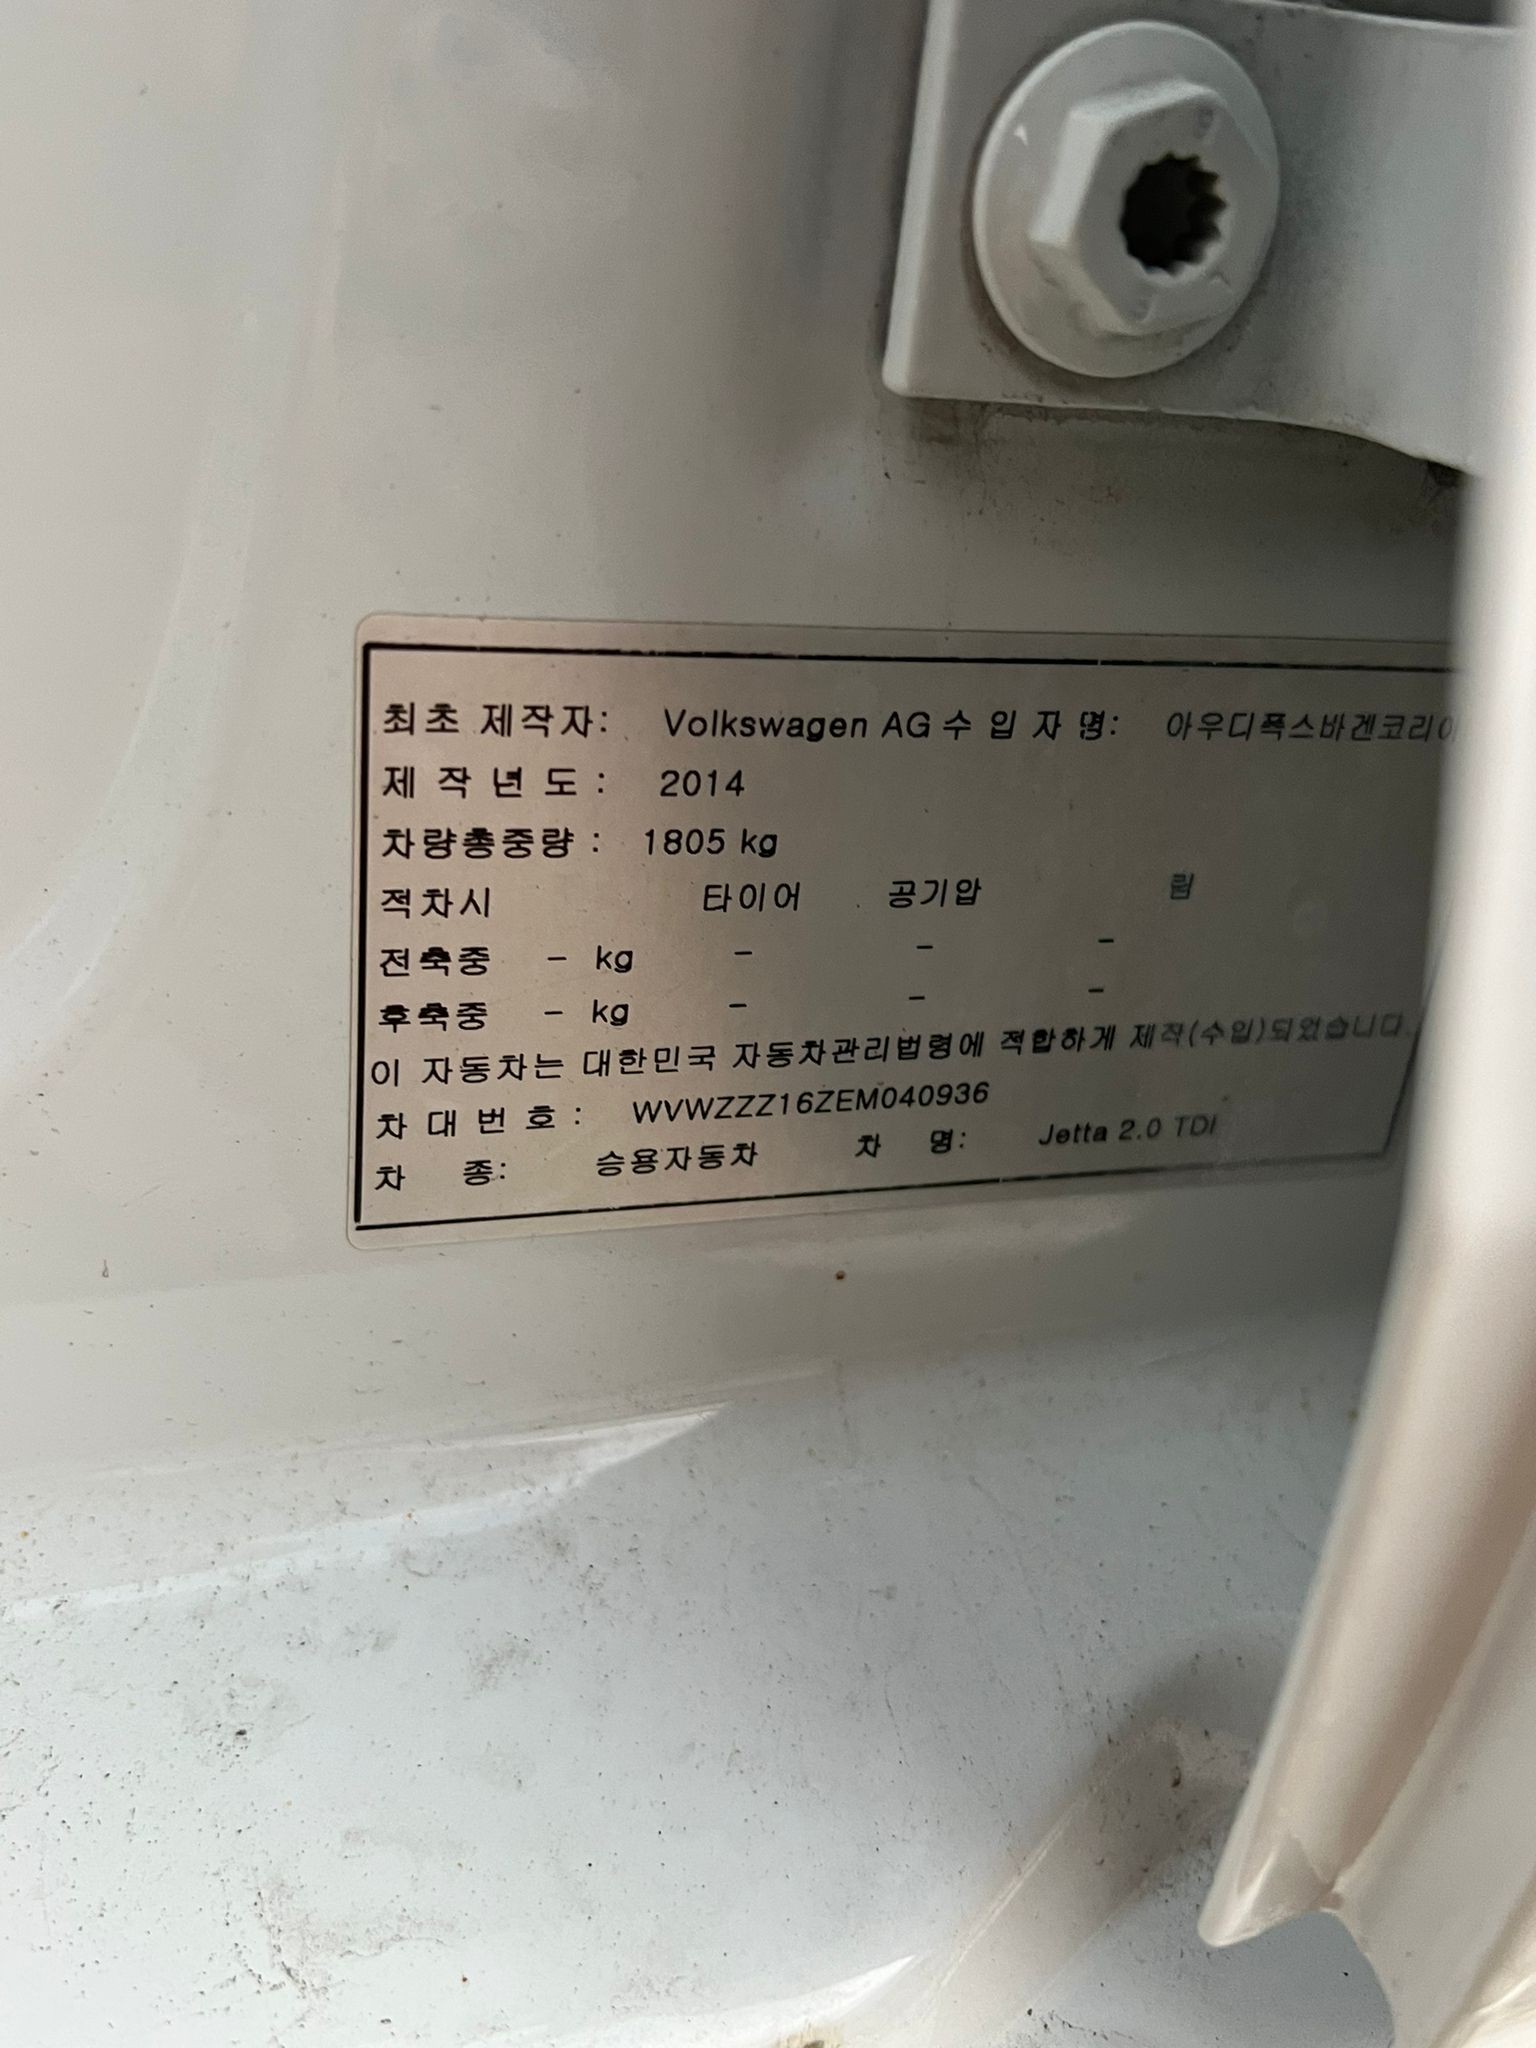 최초 제작자: Volkswagen AG 수 입 자 명: 아우디폭스바겐코리아
제 작 년 도 : 2014
차량총중량 : 1805 kg
적차시 타이어 공기압 림
전축중 - kg - - -
후축중 - kg - - -
이 자동차는 대한민국 자동차관리법령에 적합하게 제작(수입)되었습니다.
차 대 번 호 : WVWZZZ16ZEM040936
차 종: 승용자동차 차 명: Jetta 2.0 TDI